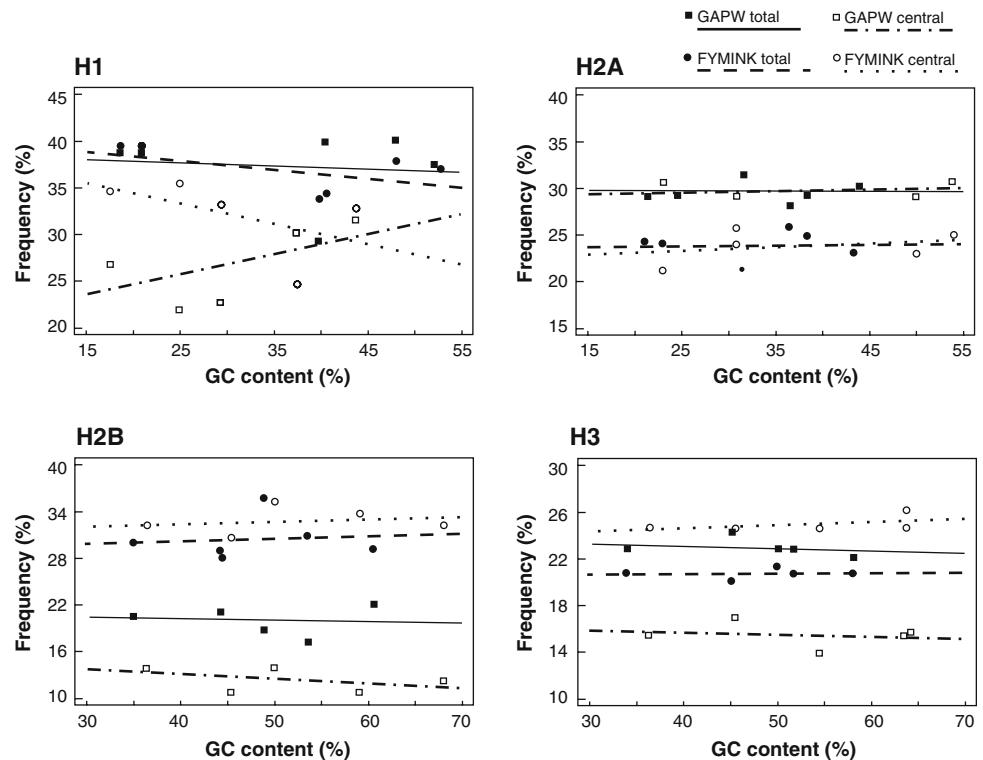 GAPW total GAPW central
FYMINK total FYMINK central
H1
Frequency (%)
45
40
35
30
25
20
15 25 35 45 55
GC content (%)
H2A
Frequency (%)
40
35
30
25
20
15
15 25 35 45 55
GC content (%)
H2B
Frequency (%)
40
34
28
22
16
10
30 40 50 60 70
GC content (%)
H3
Frequency (%)
30
26
22
18
14
10
30 40 50 60 70
GC content (%)